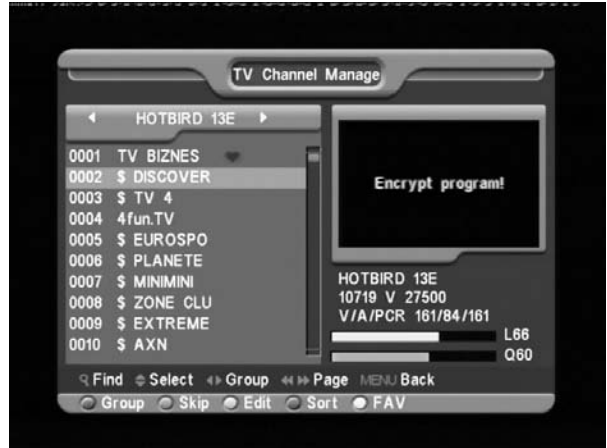 TV Channel Manage
HOTBIRD 13E
0001 TV BIZNES
0002 $ DISCOVER
0003 $ TV 4
0004 4fun.TV
0005 $ EUROSPO
0006 $ PLANETE
0007 $ MINIMINI
0008 $ ZONE CLU
0009 $ EXTREME
0010 $ AXN
Encrypt program!
HOTBIRD 13E
10719 V 27500
V/A/PCR 161/84/161
L66
Q60
Find Select Group Page MENU Back
Group Skip Edit Sort FAV